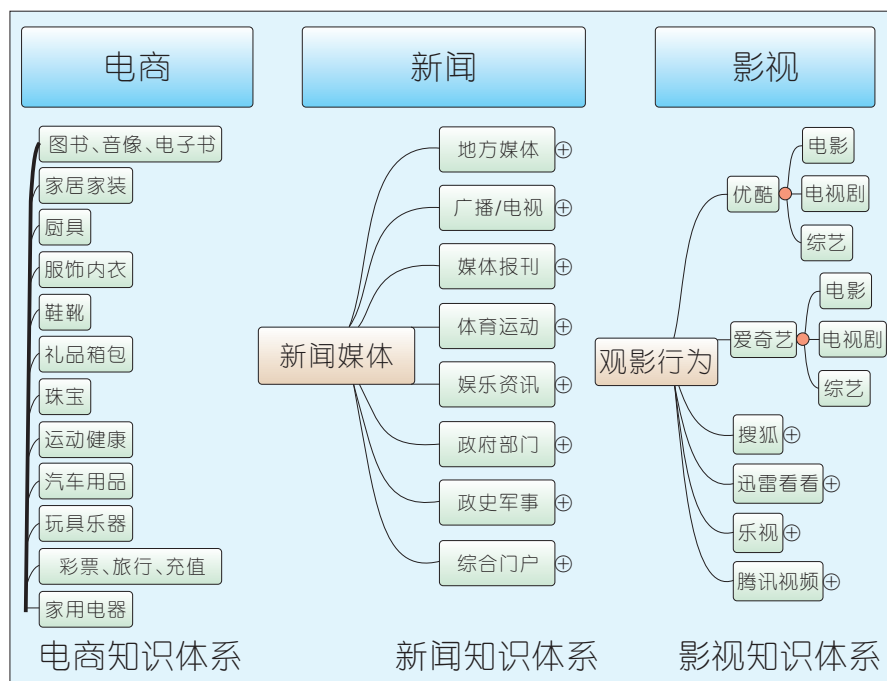 电商
图书、音像、电子书
家居家装
厨具
服饰内衣
鞋靴
礼品箱包
珠宝
运动健康
汽车用品
玩具乐器
彩票、旅行、充值
家用电器
电商知识体系
新闻
新闻媒体
地方媒体
广播/电视
媒体报刊
体育运动
娱乐资讯
政府部门
政史军事
综合门户
新闻知识体系
影视
观影行为
优酷
电影
电视剧
综艺
爱奇艺
电影
电视剧
综艺
搜狐
迅雷看看
乐视
腾讯视频
影视知识体系